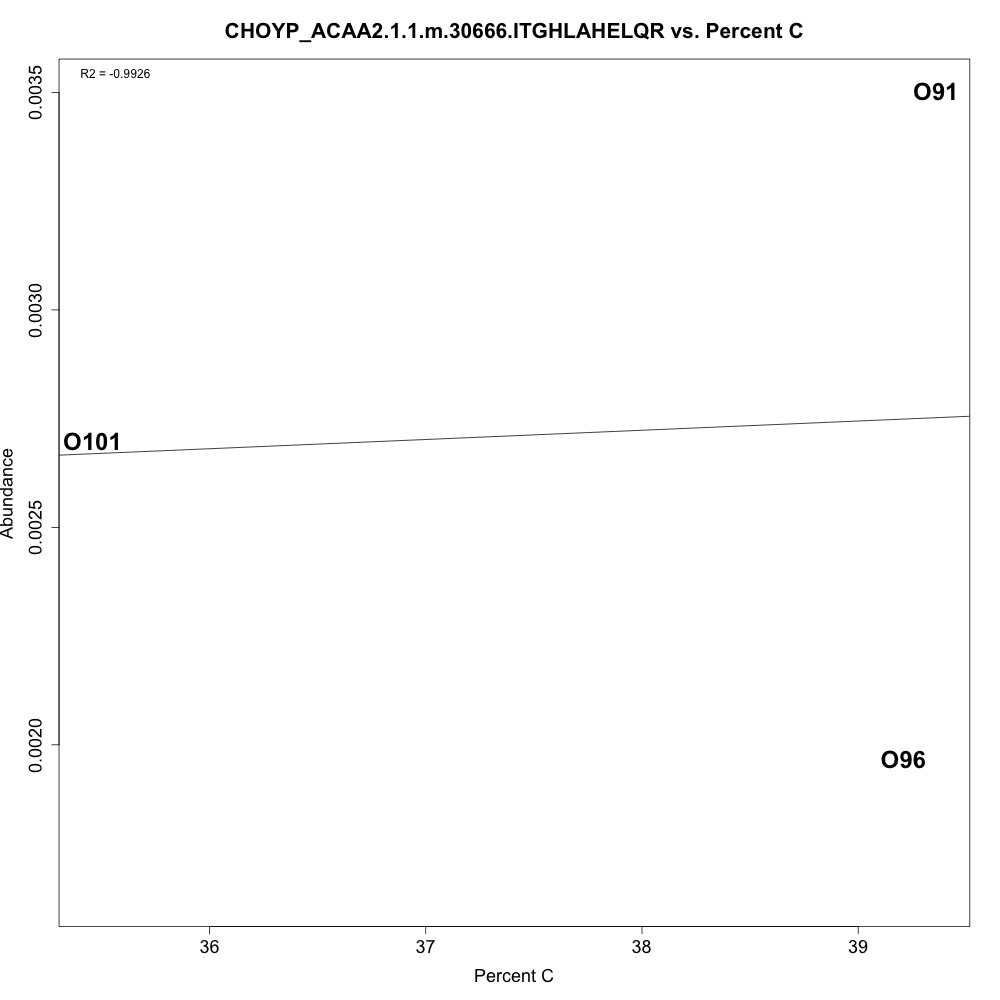 CHOYP_ACAA2.1.1.m.30666.ITGHLAHELQR vs. Percent C
R2 = -0.9926
O91
O101
O96
0.0035
0.0030
0.0025
0.0020
Abundance
36 37 38 39
Percent C